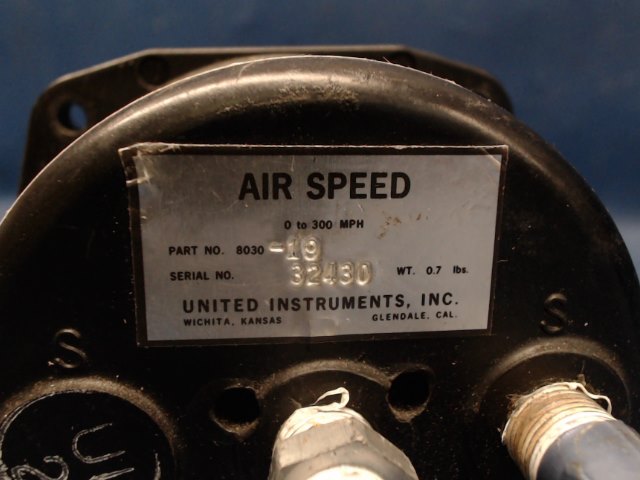 AIR SPEED
0 to 300 MPH
PART NO. 8030-19
SERIAL NO. 32430 WT. 0.7 lbs.
UNITED INSTRUMENTS, INC.
WICHITA, KANSAS GLENDALE, CAL.
S S